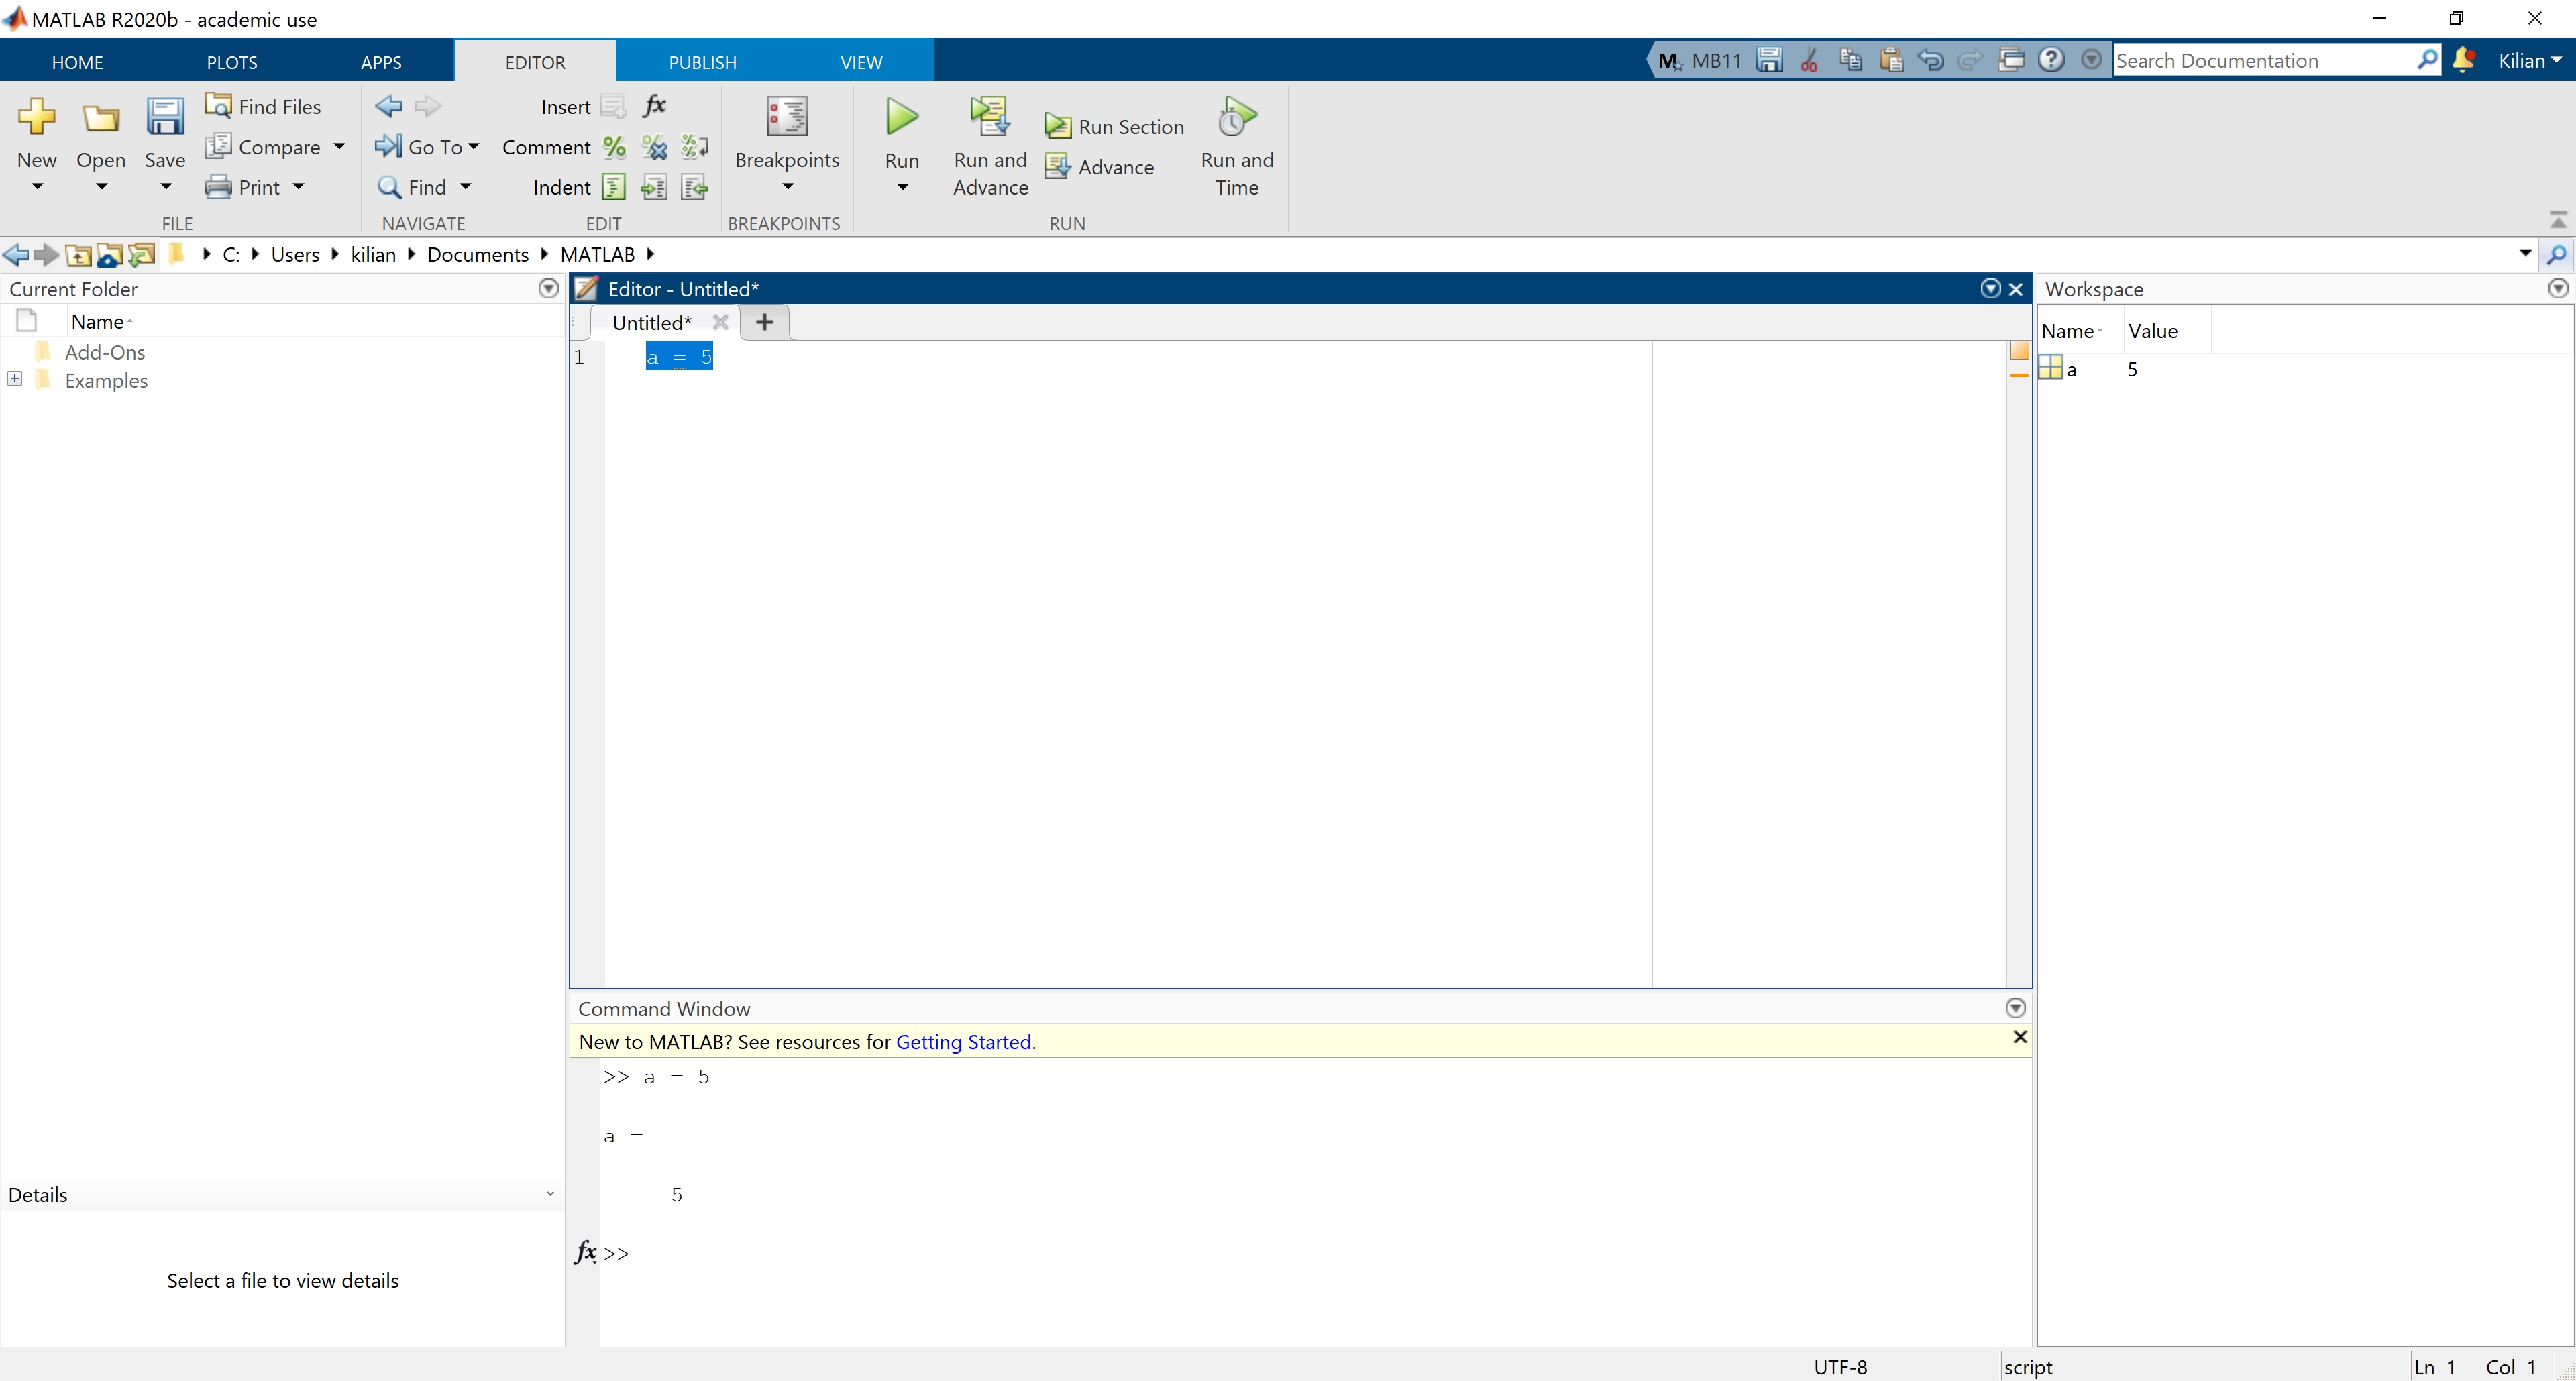 MATLAB R2020b - academic use
HOME PLOTS APPS EDITOR PUBLISH VIEW MB11 Search Documentation Kilian
New Open Save Find Files Compare Print
FILE
Go To Find
NAVIGATE
Insert fx
Comment
Indent
EDIT
Breakpoints
BREAKPOINTS
Run Run and Advance Run Section Advance Run and Time
RUN
C: Users kilian Documents MATLAB
Current Folder
Name
Add-Ons
Examples
Details
Select a file to view details
Editor - Untitled*
Untitled* +
1 a = 5
Command Window
New to MATLAB? See resources for Getting Started.
>> a = 5
a =
5
fx >>
Workspace
Name Value
a 5
UTF-8 script Ln 1 Col 1